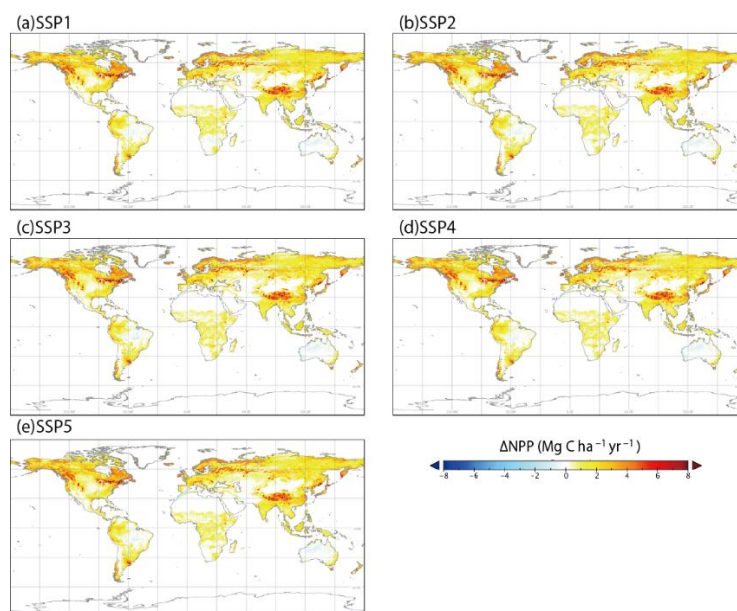 (a)SSP1
(b)SSP2
(c)SSP3
(d)SSP4
(e)SSP5
ΔNPP (Mg C ha⁻¹ yr⁻¹)
−8 −6 −4 −2 0 2 4 6 8